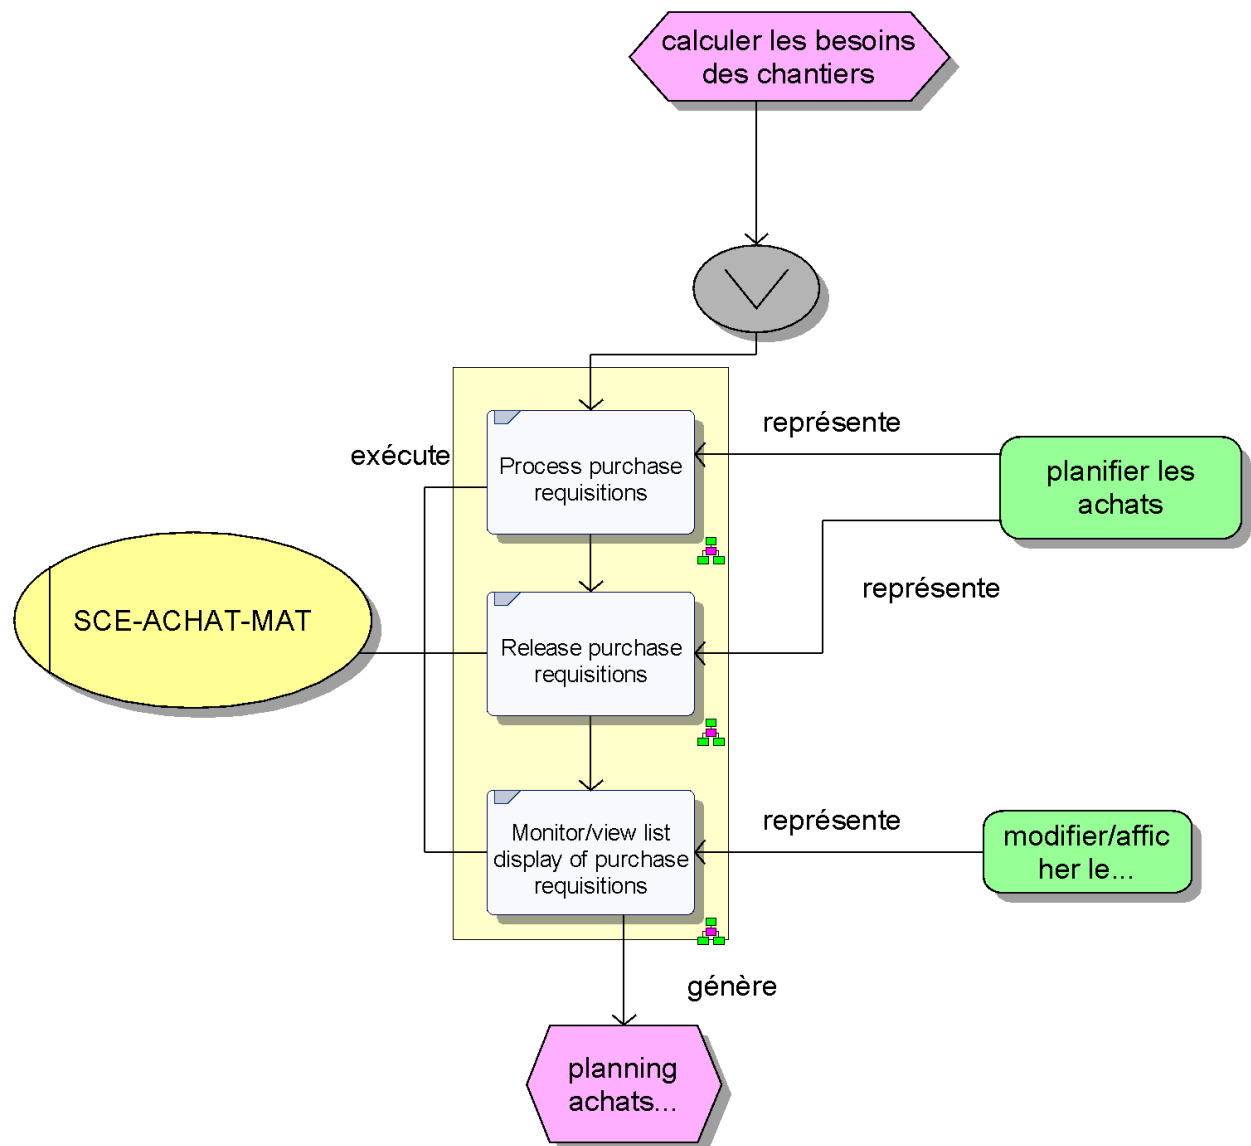 calculer les besoins
des chantiers
représente
exécute
Process purchase
requisitions
planifier les
achats
représente
SCE-ACHAT-MAT
Release purchase
requisitions
représente
Monitor/view list
display of purchase
requisitions
modifier/affic
her le...
génère
planning
achats...